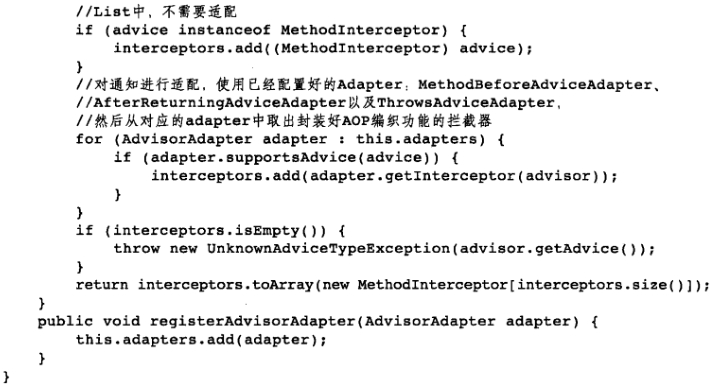 //List中，不需要适配
if (advice instanceof MethodInterceptor) {
interceptors.add((MethodInterceptor) advice);
}
//对通知进行适配，使用已经配置好的Adapter：MethodBeforeAdviceAdapter、
//AfterReturningAdviceAdapter以及ThrowsAdviceAdapter，
//然后从对应的adapter中取出封装好AOP编织功能的拦截器
for (AdvisorAdapter adapter : this.adapters) {
if (adapter.supportsAdvice(advice)) {
interceptors.add(adapter.getInterceptor(advisor));
}
}
if (interceptors.isEmpty()) {
throw new UnknownAdviceTypeException(advisor.getAdvice());
}
return interceptors.toArray(new MethodInterceptor[interceptors.size()]);
}
public void registerAdvisorAdapter(AdvisorAdapter adapter) {
this.adapters.add(adapter);
}
}